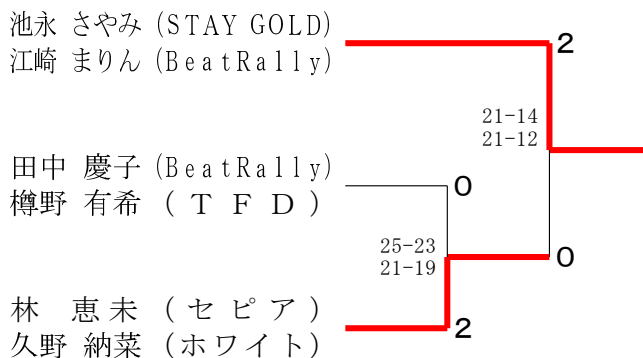 池永 さやみ (STAY GOLD)
江崎 まりん (BeatRally)
2
21-14
21-12
田中 慶子 (BeatRally)
樽野 有希 (TFD)
0
25-23
21-19
0
林 恵未 (セピア)
久野 納菜 (ホワイト)
2